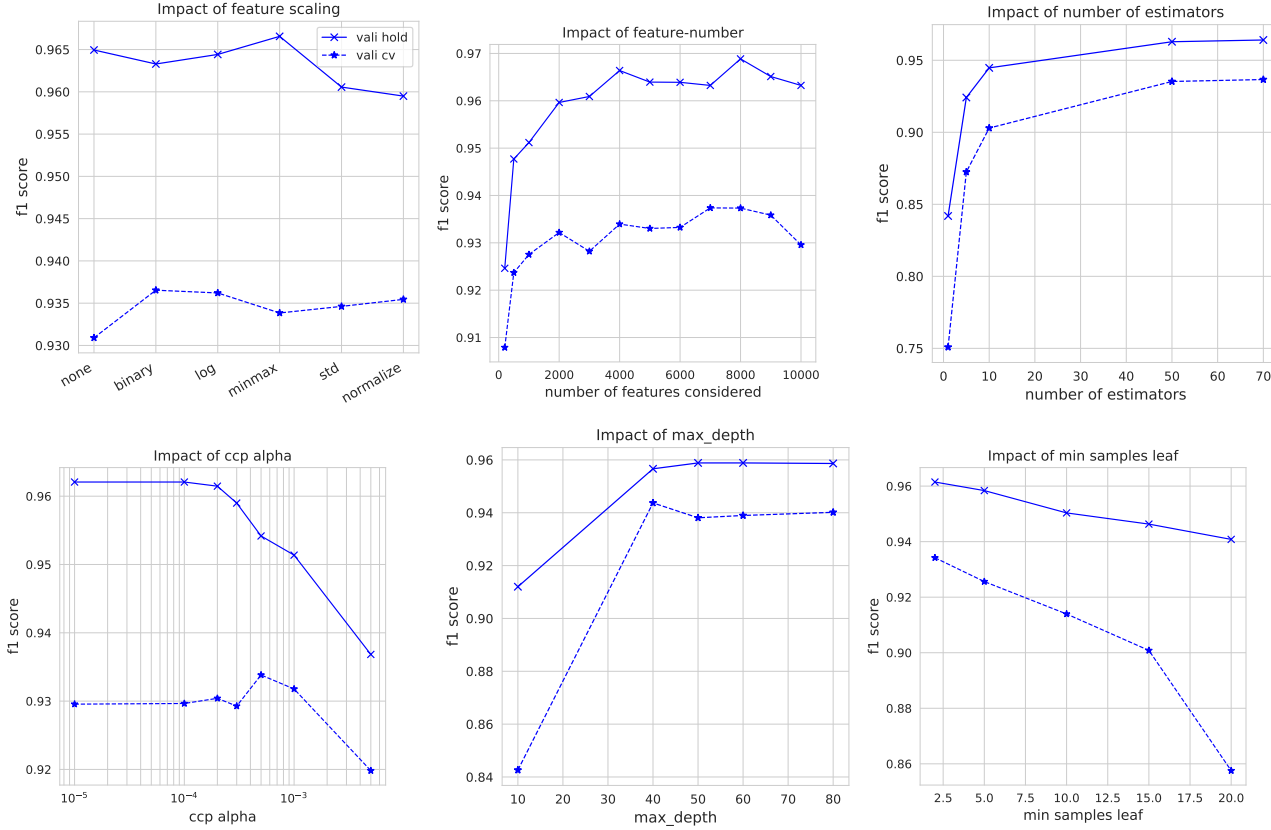 Impact of feature scaling
vali hold
vali cv
0.965
0.960
0.955
0.950
0.945
0.940
0.935
0.930
f1 score
none
binary
log
minmax
std
normalize
Impact of feature-number
0.97
0.96
0.95
0.94
0.93
0.92
0.91
f1 score
0 2000 4000 6000 8000 10000
number of features considered
Impact of number of estimators
0.95
0.90
0.85
0.80
0.75
f1 score
0 10 20 30 40 50 60 70
number of estimators
Impact of ccp alpha
0.96
0.95
0.94
0.93
0.92
f1 score
10⁻⁵ 10⁻⁴ 10⁻³
ccp alpha
Impact of max_depth
0.96
0.94
0.92
0.90
0.88
0.86
0.84
f1 score
10 20 30 40 50 60 70 80
max_depth
Impact of min samples leaf
0.96
0.94
0.92
0.90
0.88
0.86
f1 score
2.5 5.0 7.5 10.0 12.5 15.0 17.5 20.0
min samples leaf